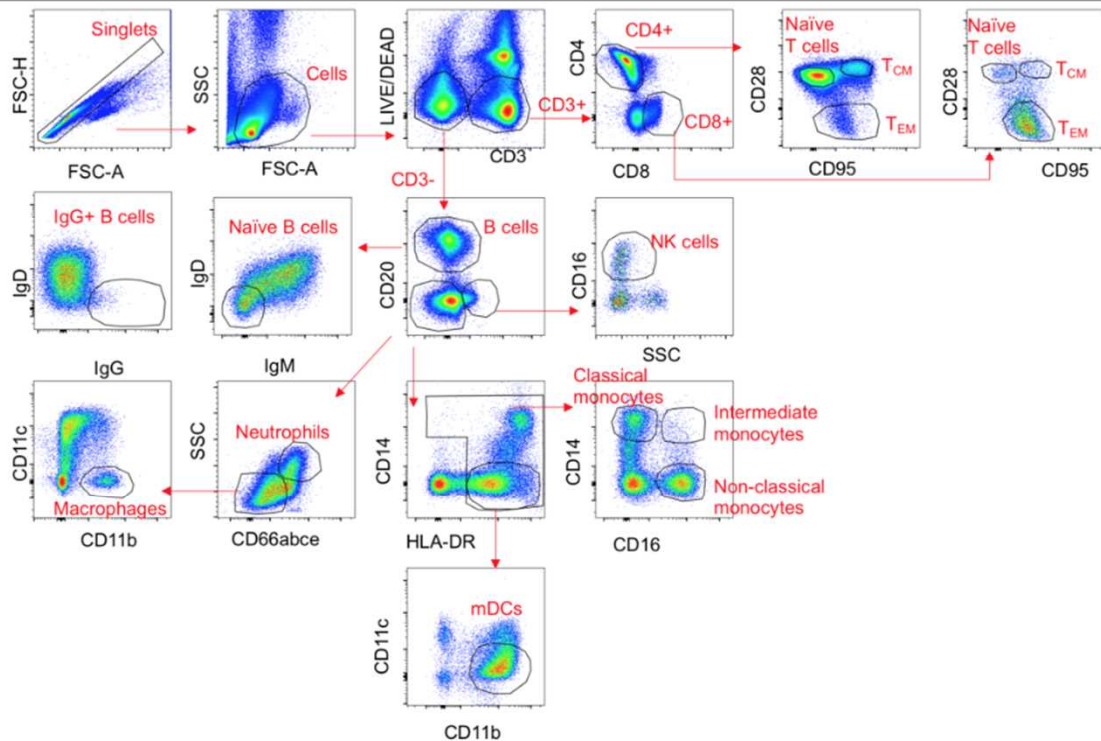 Singlets
FSC-H
FSC-A
SSC
Cells
FSC-A
LIVE/DEAD
CD3
CD3+
CD3-
CD4+
CD4
CD8+
CD8
Naïve
T cells
TCM
CD28
TEM
CD95
Naïve
T cells
TCM
CD28
TEM
CD95
IgG+ B cells
IgD
IgG
Naïve B cells
IgD
IgM
B cells
CD20
NK cells
CD16
SSC
CD11c
Macrophages
CD11b
SSC
Neutrophils
CD66abce
CD14
HLA-DR
Classical
monocytes
Intermediate
monocytes
CD14
Non-classical
monocytes
CD16
mDCs
CD11c
CD11b